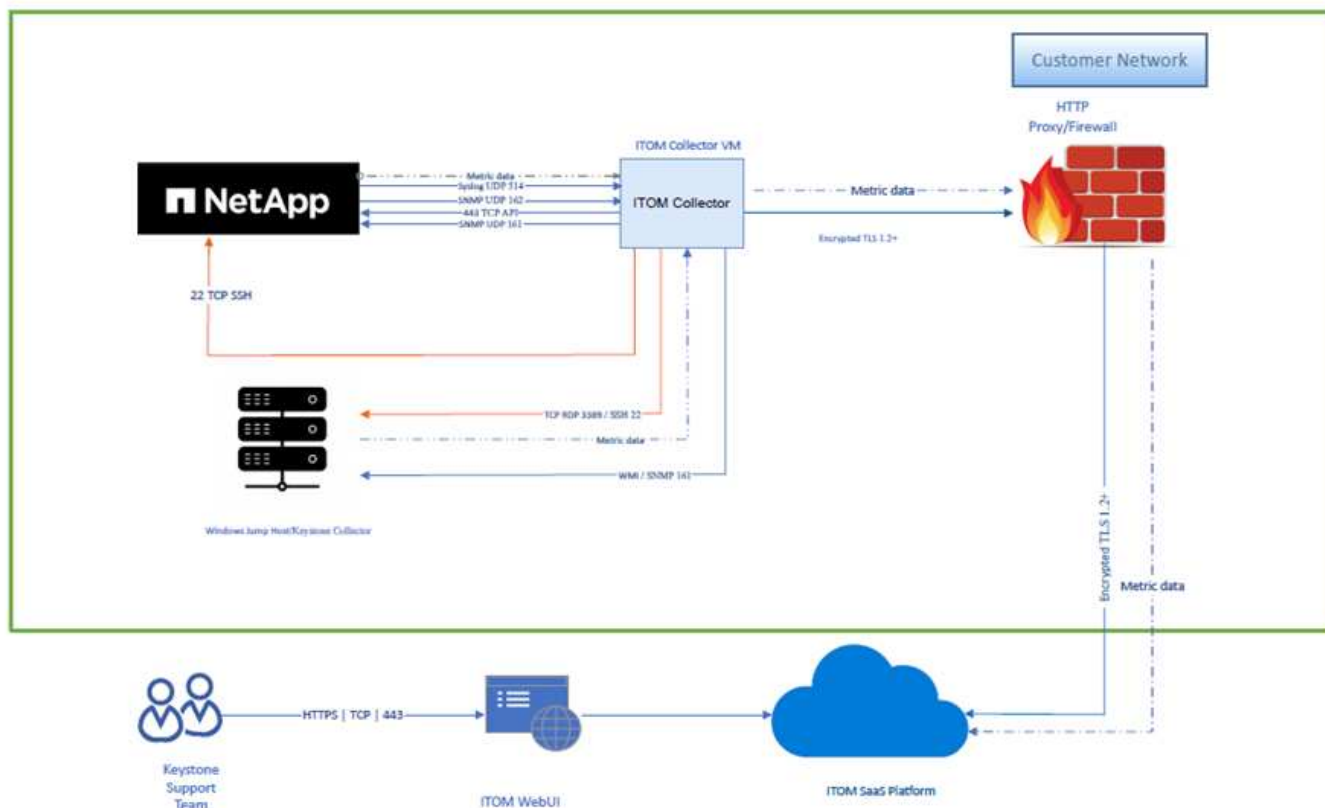 Customer Network
HTTP
Proxy/Firewall
ITOM Collector VM
NetApp
Metric data
Syslog UDP 514
SNMP UDP 162
443 TCP API
SNMP UDP 161
ITOM Collector
Metric data
Encrypted TLS 1.2+
22 TCP SSH
TCP RDP 3389 / SSH 22
Metric data
WMI / SNMP 161
Windows Jump Host/Keystone Collector
Encrypted TLS 1.2+
Metric data
HTTPS | TCP | 443
Keystone
Support
Team
ITOM WebUI
ITOM SaaS Platform